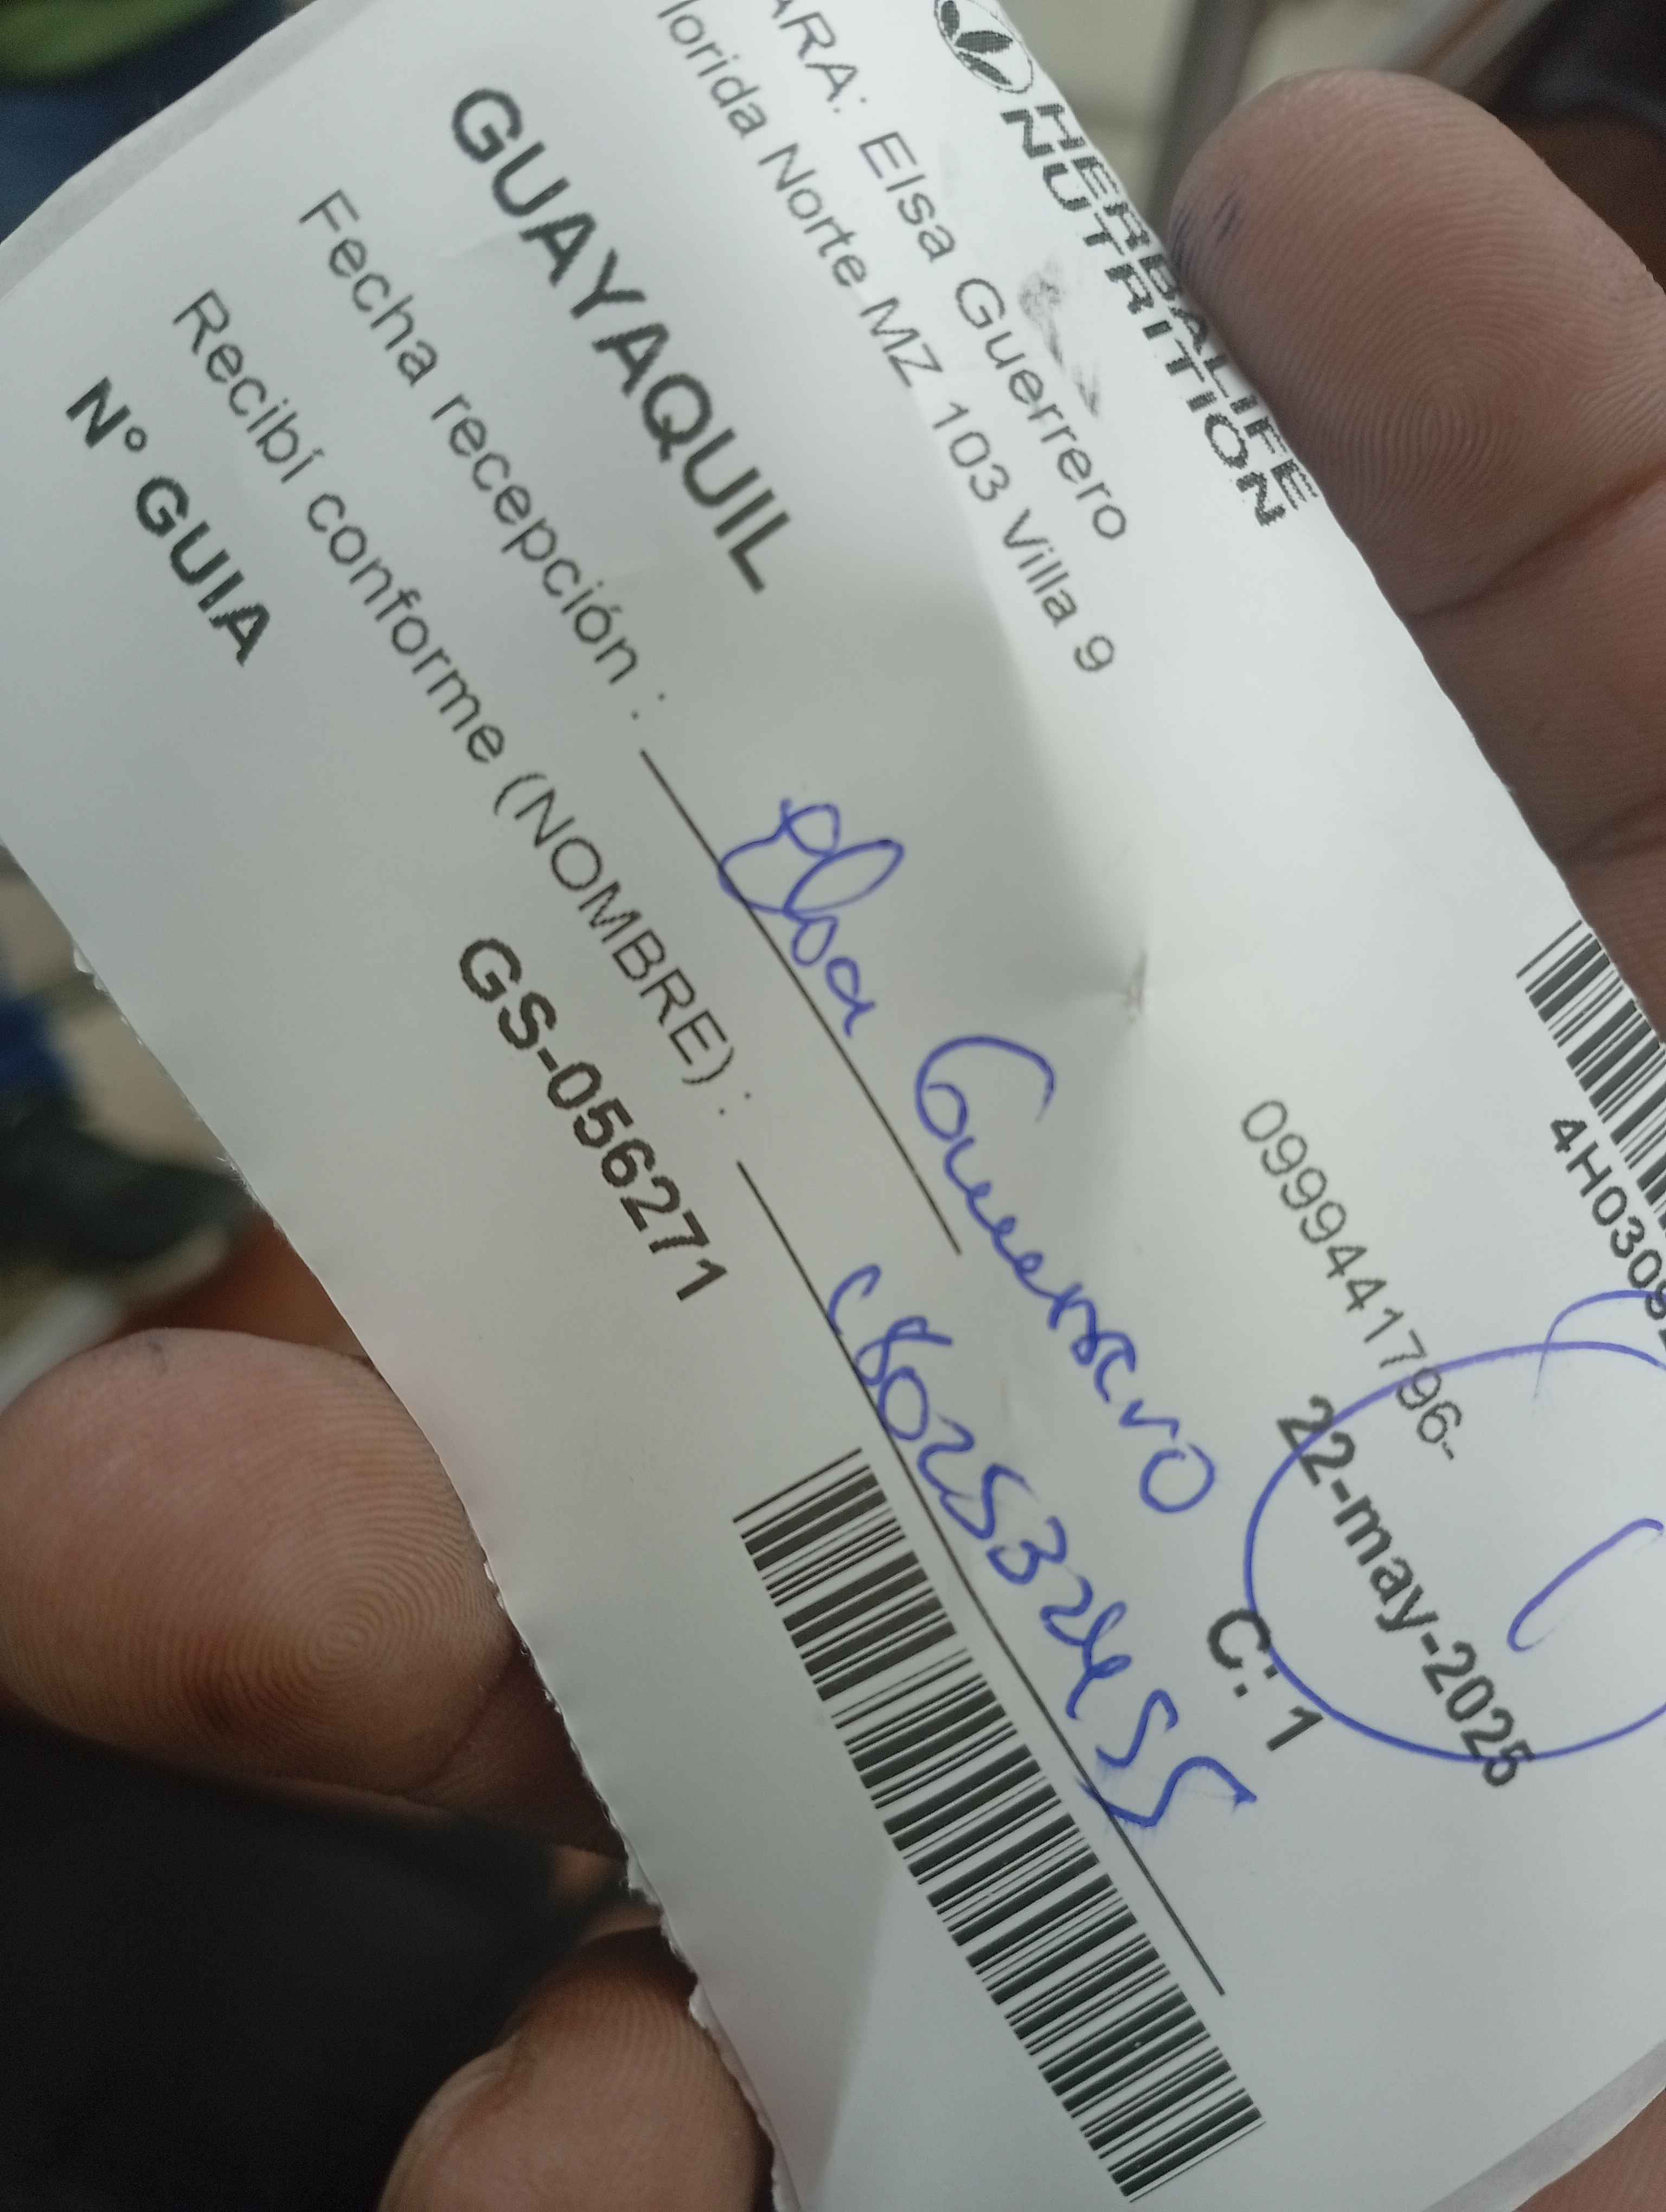 HERBALIFE
NUTRITION
4H0309
ARA: Elsa Guerrero
0999441796-
lorida Norte MZ 103 Villa 9
22-may-2025
GUAYAQUIL
C: 1
Fecha recepción : Elsa Guerrero
Recibí conforme (NOMBRE) :
N° GUIA GS-056271